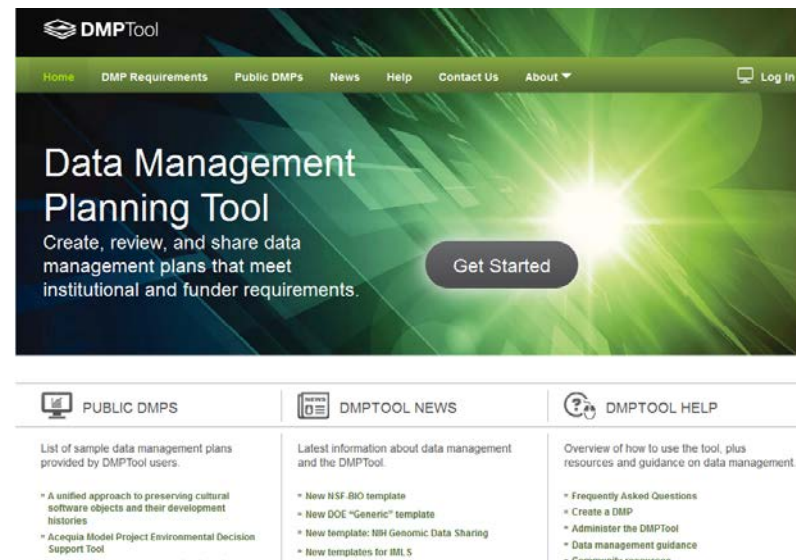 DMPTool
Home DMP Requirements Public DMPs News Help Contact Us About Log In
Data Management
Planning Tool
Create, review, and share data
management plans that meet
institutional and funder requirements.
Get Started
PUBLIC DMPS
List of sample data management plans
provided by DMPTool users.
A unified approach to preserving cultural
software objects and their development
histories
Acequia Model Project Environmental Decision
Support Tool
NEWS
DMPTOOL NEWS
Latest information about data management
and the DMPTool.
New NSF-BIO template
New DOE "Generic" template
New template: NIH Genomic Data Sharing
New templates for IMLS
DMPTOOL HELP
Overview of how to use the tool, plus
resources and guidance on data management.
Frequently Asked Questions
Create a DMP
Administer the DMPTool
Data management guidance
Community resources